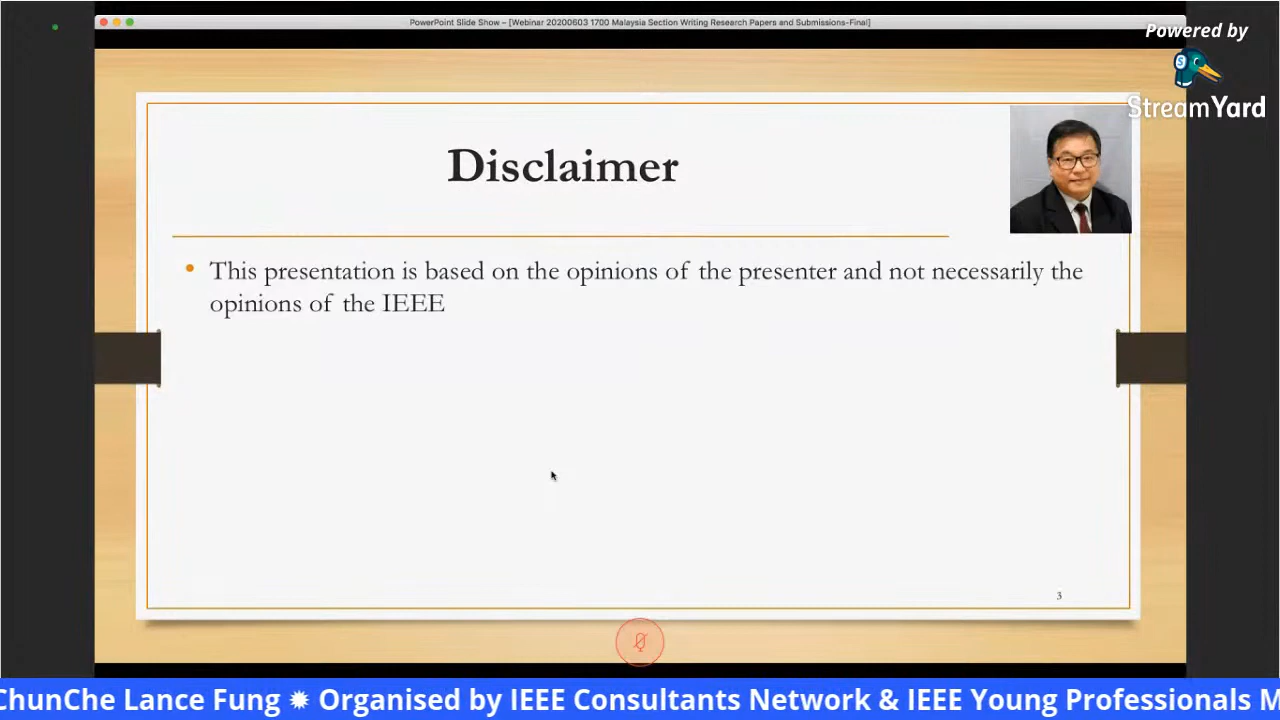 PowerPoint Slide Show – [Webinar 20200603 1700 Malaysia Section Writing Research Papers and Submissions-Final]
Powered by
StreamYard
Disclaimer
This presentation is based on the opinions of the presenter and not necessarily the
opinions of the IEEE
3
ChunChe Lance Fung ✹ Organised by IEEE Consultants Network & IEEE Young Professionals M